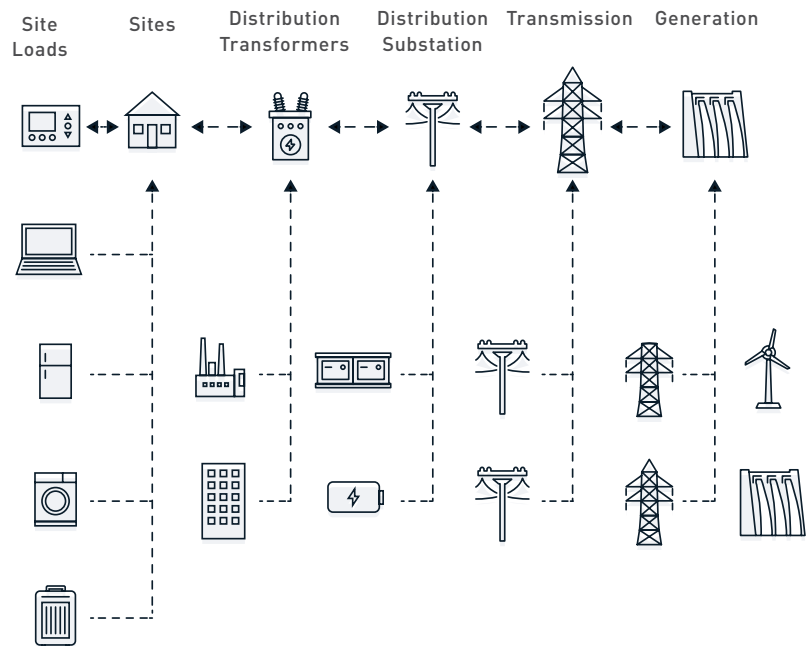 Site
Loads
Sites
Distribution
Transformers
Distribution
Substation
Transmission
Generation